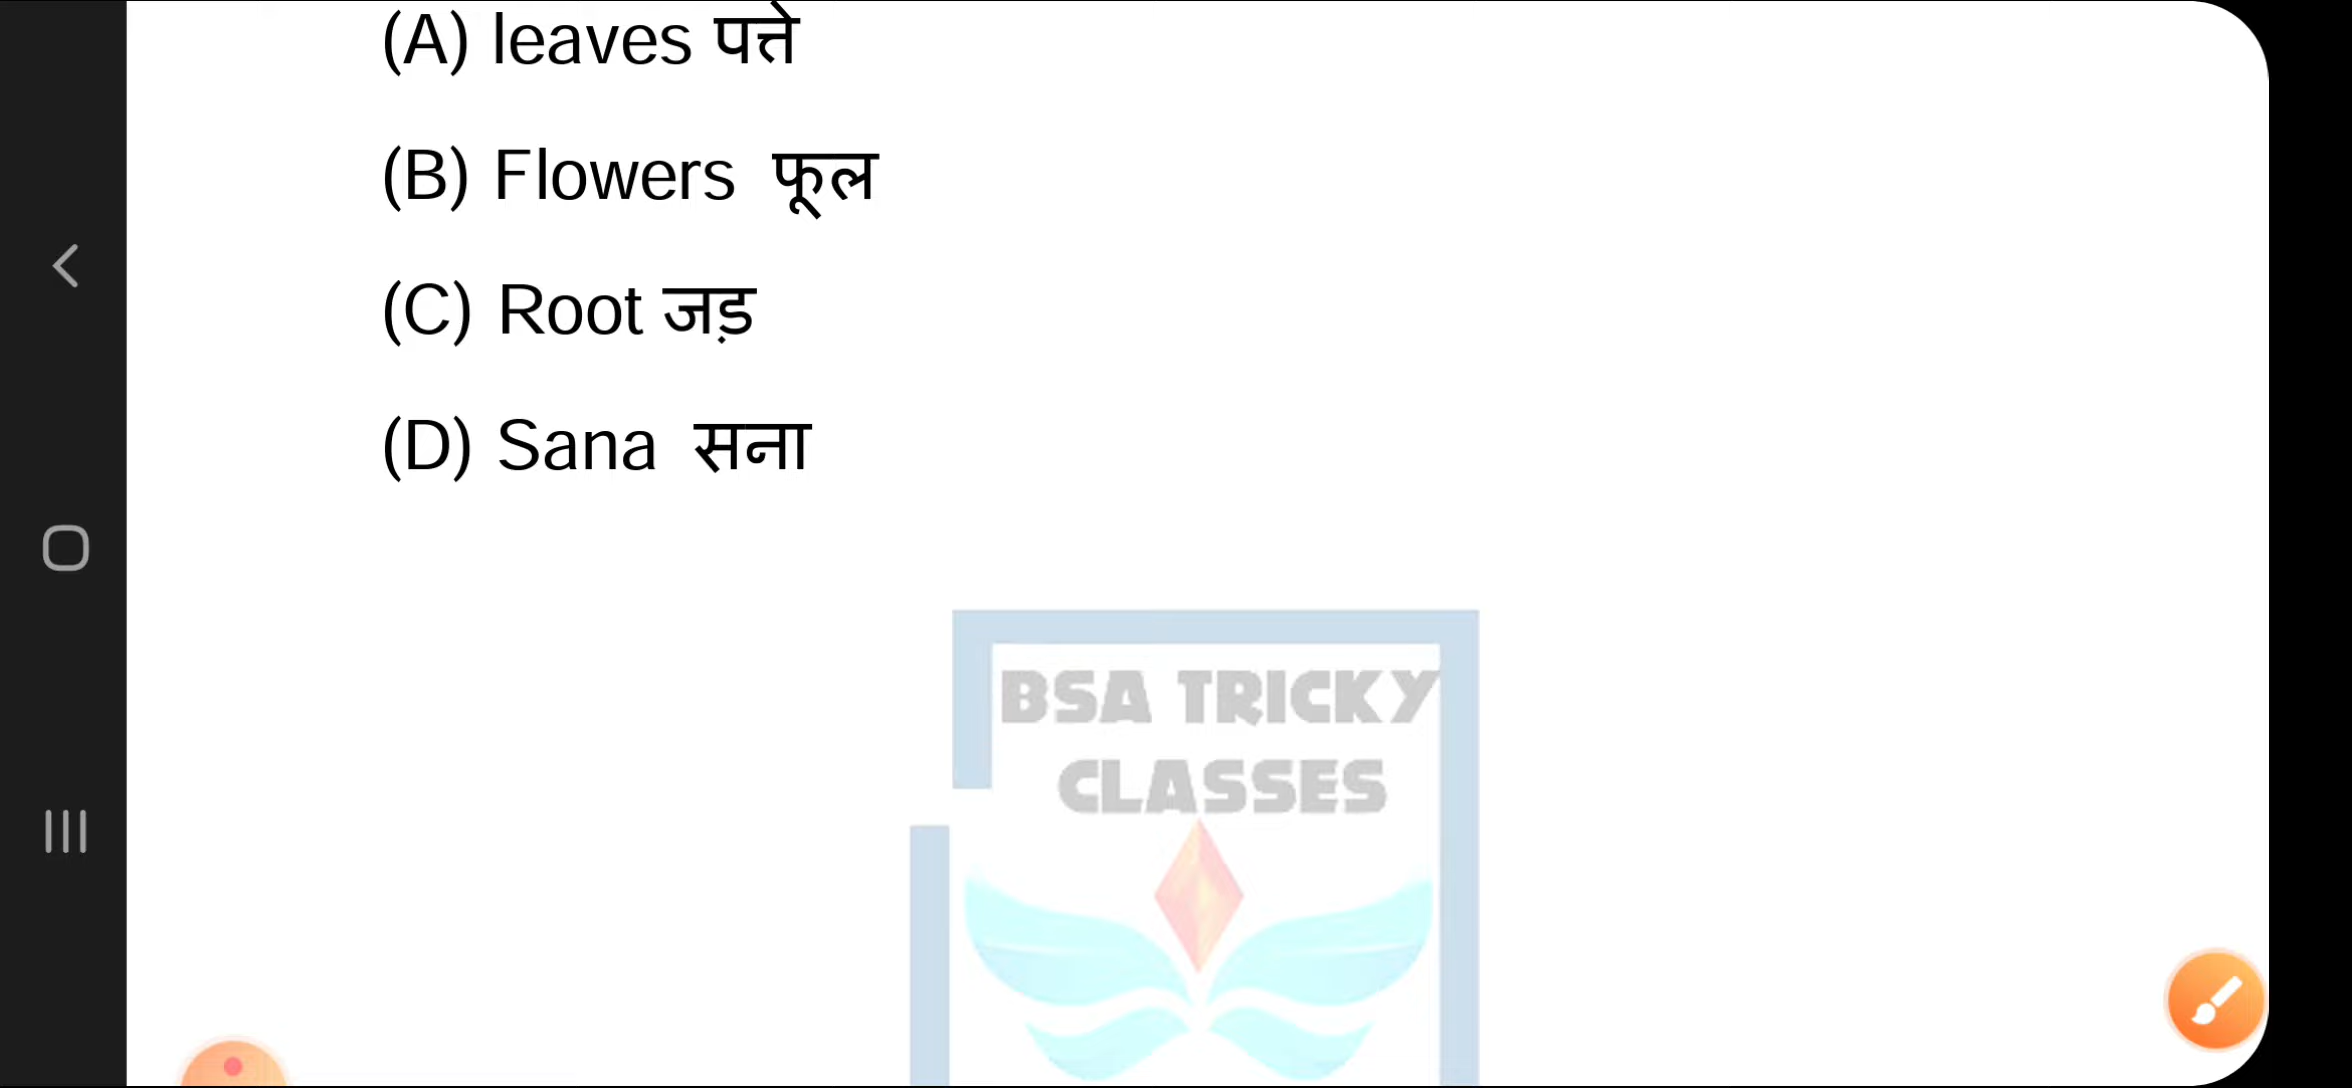 (A) leaves पत्ते
(B) Flowers फूल
(C) Root जड़
(D) Sana सना
BSA TRICKY
CLASSES